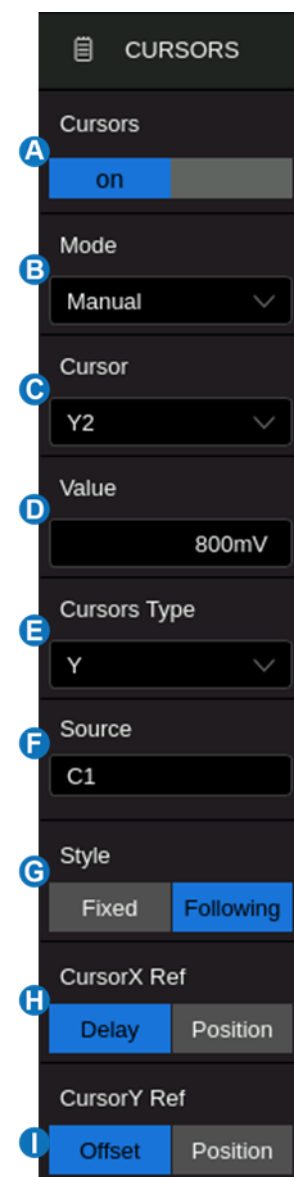 CURSORS
Cursors
A
on
Mode
B
Manual
Cursor
C
Y2
Value
D
800mV
Cursors Type
E
Y
Source
F
C1
Style
G
Fixed Following
CursorX Ref
H
Delay Position
CursorY Ref
I
Offset Position